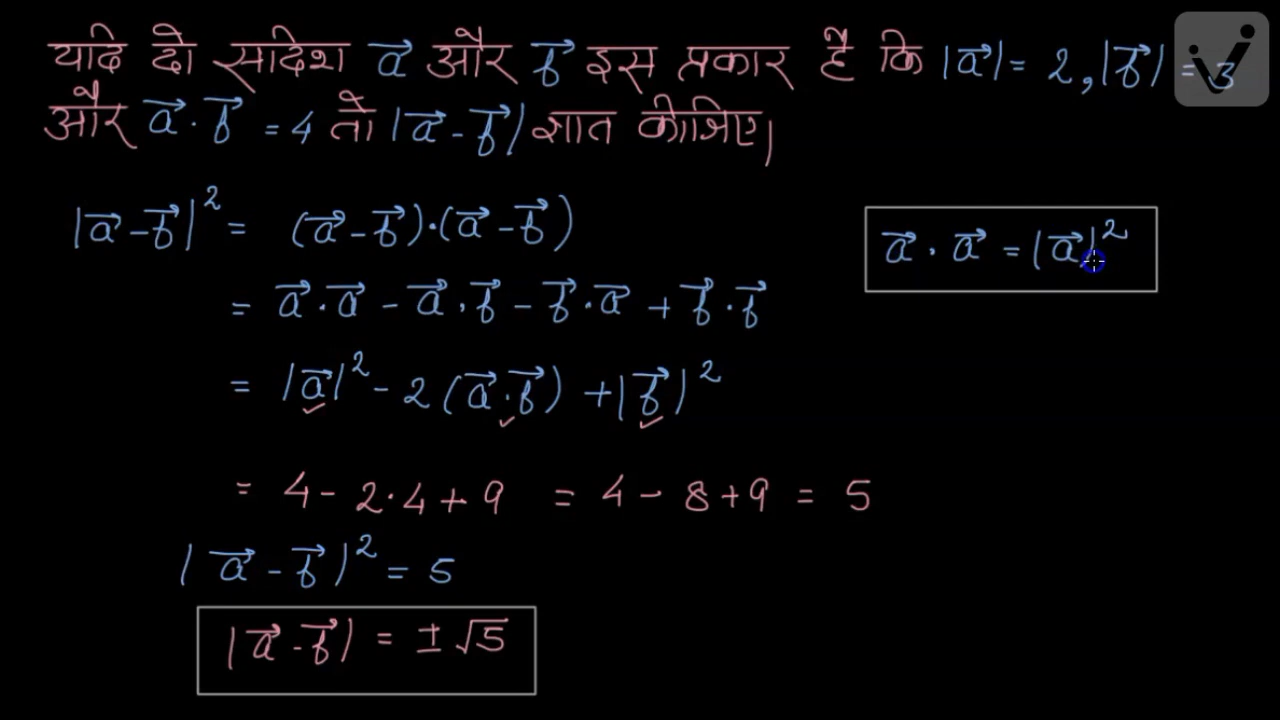 यदि दो सदिश a⃗ और b⃗ इस प्रकार है कि |a⃗| = 2, |b⃗| = 3
और a⃗ · b⃗ = 4 तो |a⃗ - b⃗| ज्ञात कीजिए।
|a⃗ - b⃗|² = (a⃗ - b⃗)·(a⃗ - b⃗)
a⃗ · a⃗ = |a⃗|²
= a⃗ · a⃗ - a⃗ · b⃗ - b⃗ · a⃗ + b⃗ · b⃗
= |a⃗|² - 2 (a⃗ · b⃗) + |b⃗|²
= 4 - 2·4 + 9 = 4 - 8 + 9 = 5
|a⃗ - b⃗|² = 5
|a⃗ - b⃗| = ± √5